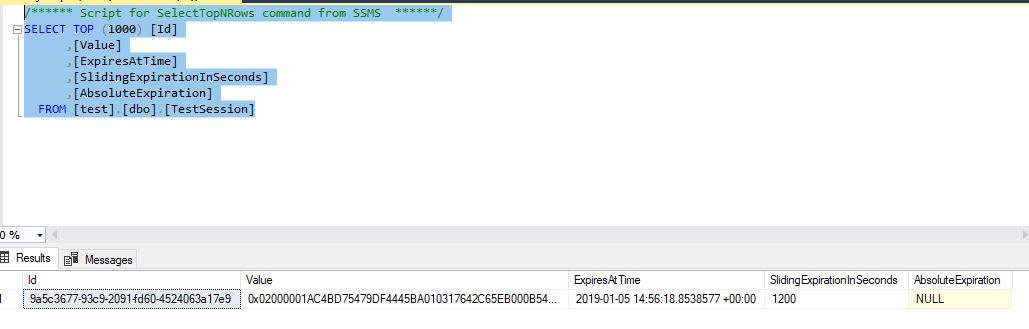 /****** Script for SelectTopNRows command from SSMS  ******/
SELECT TOP (1000) [Id]
      ,[Value]
      ,[ExpiresAtTime]
      ,[SlidingExpirationInSeconds]
      ,[AbsoluteExpiration]
  FROM [test].[dbo].[TestSession]
0 %
Results Messages
Id Value ExpiresAtTime SlidingExpirationInSeconds AbsoluteExpiration
1 9a5c3677-93c9-2091-fd60-4524063a17e9 0x02000001AC4BD75479DF4445BA010317642C65EB000B54... 2019-01-05 14:56:18.8538577 +00:00 1200 NULL